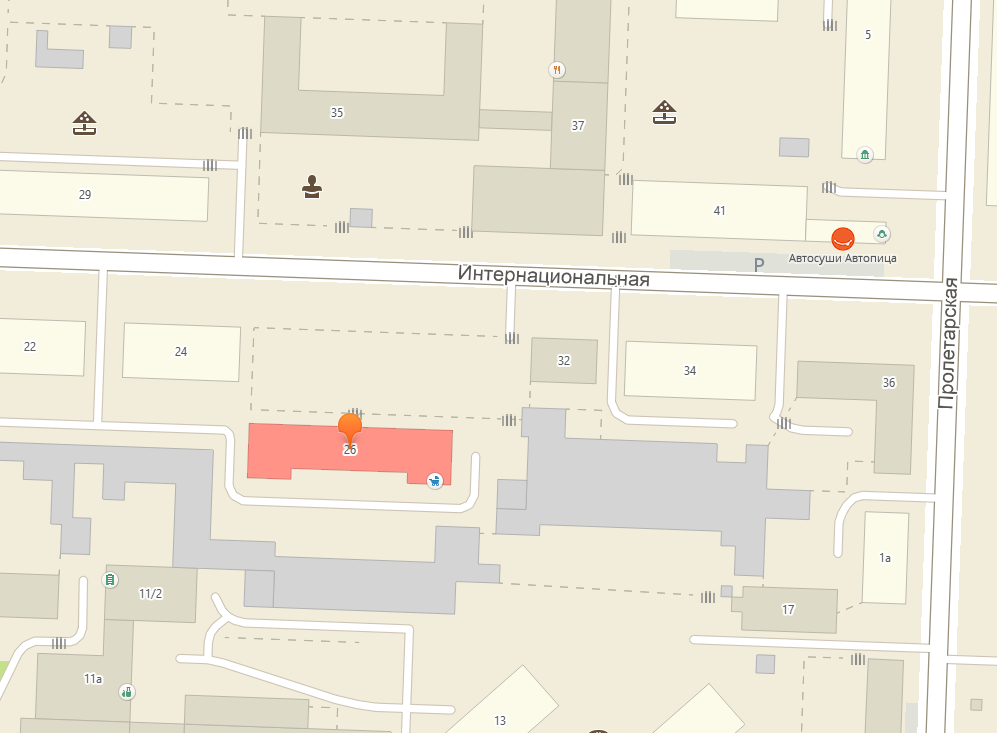 5
35
37
29
41
Автосуши Автопица
P
Интернациональная
Пролетарская
22
24
32
34
36
26
1а
11/2
17
11а
13